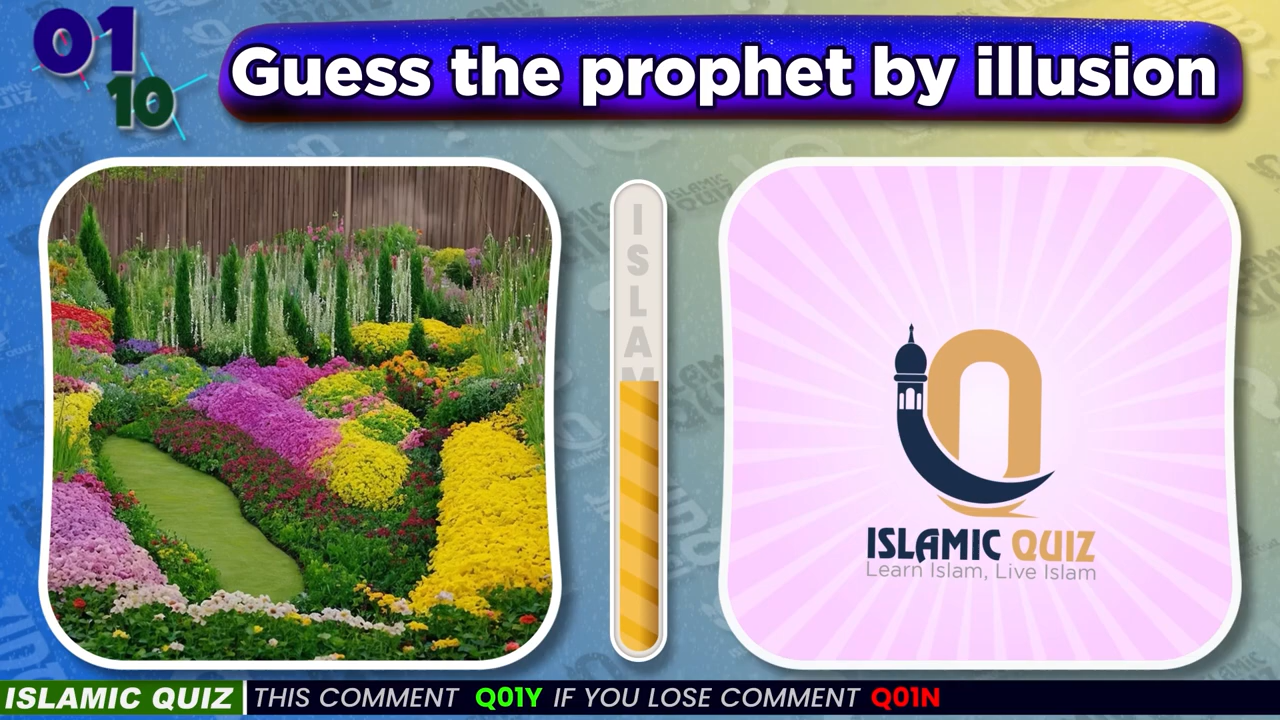 01
10
Guess the prophet by illusion
ISLAM
ISLAMIC QUIZ
Learn Islam, Live Islam
ISLAMIC QUIZ THIS COMMENT Q01Y IF YOU LOSE COMMENT Q01N